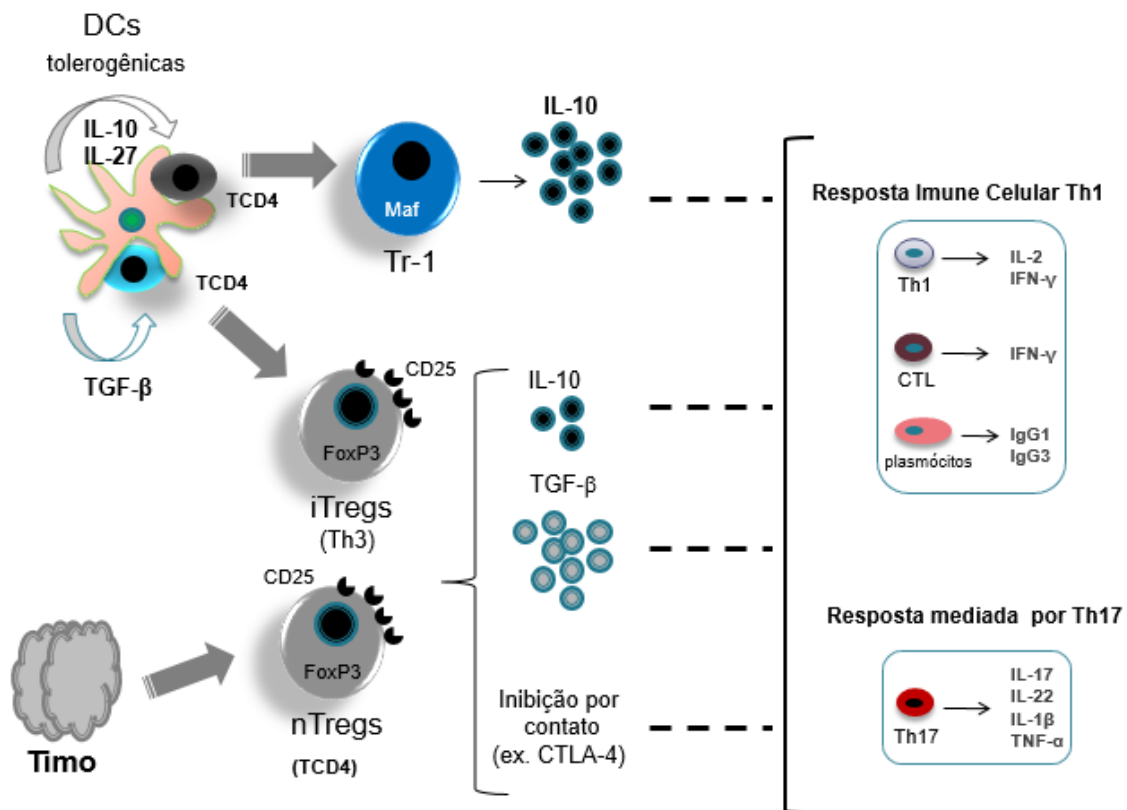 DCs
tolerogênicas
IL-10
IL-27
TCD4
TCD4
TGF-β
Maf
Tr-1
IL-10
CD25
FoxP3
iTregs
(Th3)
CD25
FoxP3
nTregs
(TCD4)
Timo
IL-10
TGF-β
Inibição por
contato
(ex. CTLA-4)
Resposta Imune Celular Th1
Th1
IL-2
IFN-γ
CTL
IFN-γ
plasmócitos
IgG1
IgG3
Resposta mediada por Th17
Th17
IL-17
IL-22
IL-1β
TNF-α